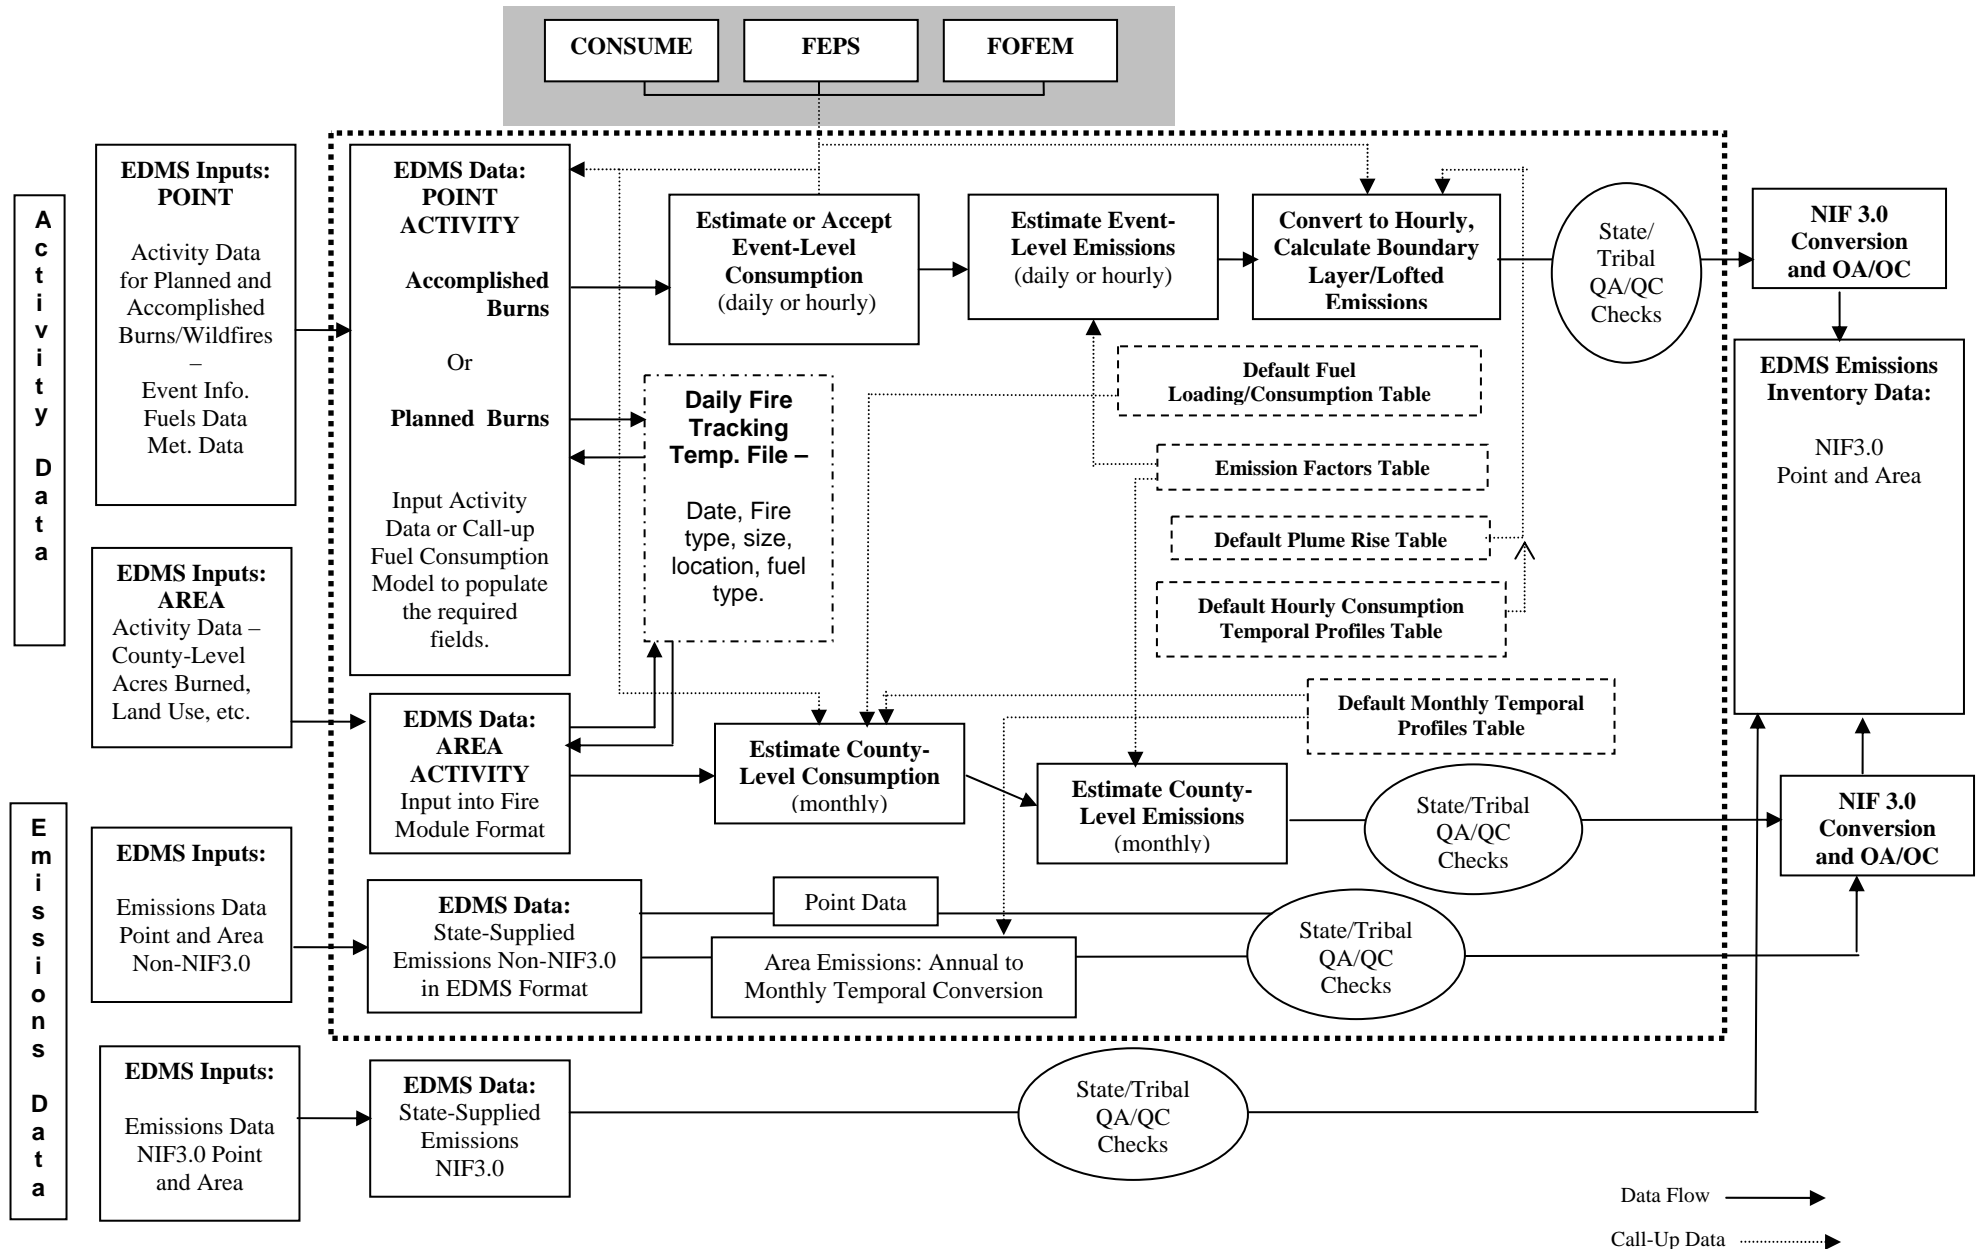 CONSUME
FEPS
FOFEM
Activity Data
EDMS Inputs:
POINT
Activity Data
for Planned and
Accomplished
Burns/Wildfires
–
Event Info.
Fuels Data
Met. Data
EDMS Data:
POINT
ACTIVITY
Accomplished
Burns
Or
Planned Burns
Input Activity
Data or Call-up
Fuel Consumption
Model to populate
the required
fields.
Estimate or Accept
Event-Level
Consumption
(daily or hourly)
Estimate Event-
Level Emissions
(daily or hourly)
Convert to Hourly,
Calculate Boundary
Layer/Lofted
Emissions
State/
Tribal
QA/QC
Checks
NIF 3.0
Conversion
and QA/QC
Daily Fire
Tracking
Temp. File –
Date, Fire
type, size,
location, fuel
type.
Default Fuel
Loading/Consumption Table
Emission Factors Table
Default Plume Rise Table
Default Hourly Consumption
Temporal Profiles Table
Default Monthly Temporal
Profiles Table
EDMS Emissions
Inventory Data:
NIF3.0
Point and Area
EDMS Inputs:
AREA
Activity Data –
County-Level
Acres Burned,
Land Use, etc.
EDMS Data:
AREA
ACTIVITY
Input into Fire
Module Format
Estimate County-
Level Consumption
(monthly)
Estimate County-
Level Emissions
(monthly)
State/Tribal
QA/QC
Checks
NIF 3.0
Conversion
and QA/QC
Emissions Data
EDMS Inputs:
Emissions Data
Point and Area
Non-NIF3.0
EDMS Data:
State-Supplied
Emissions Non-NIF3.0
in EDMS Format
Point Data
Area Emissions: Annual to
Monthly Temporal Conversion
State/Tribal
QA/QC
Checks
EDMS Inputs:
Emissions Data
NIF3.0 Point
and Area
EDMS Data:
State-Supplied
Emissions
NIF3.0
State/Tribal
QA/QC
Checks
Data Flow
Call-Up Data